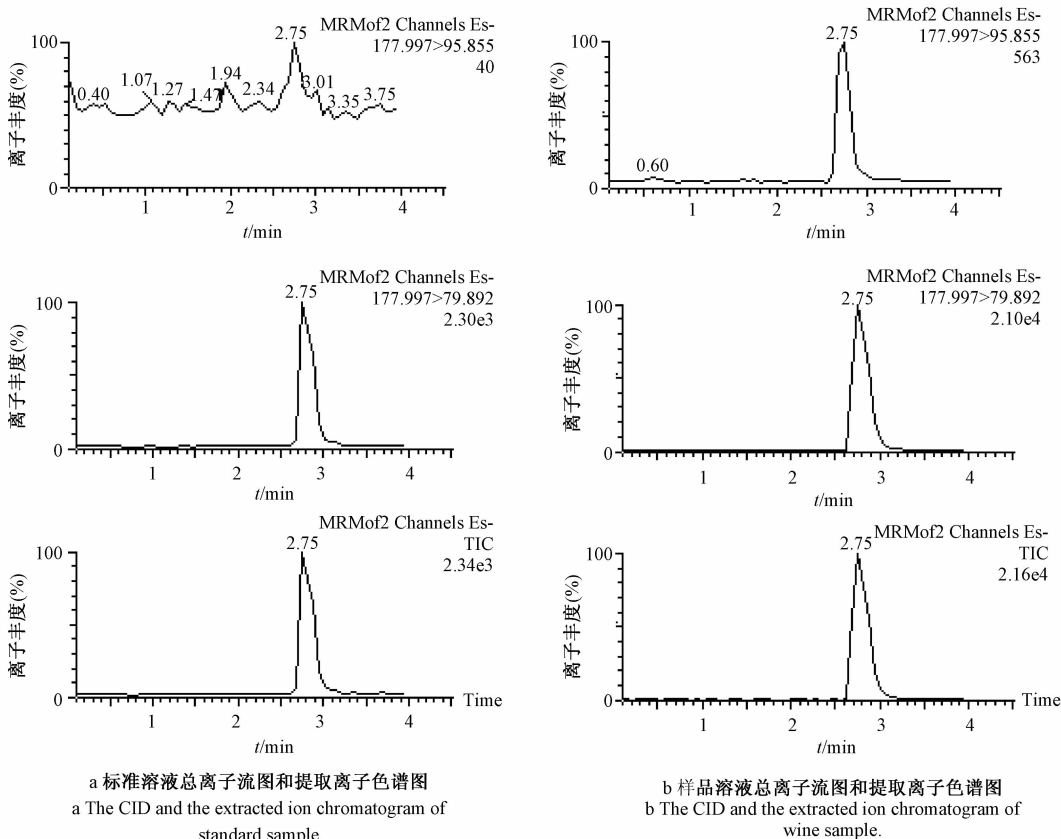 MRMof2 Channels Es-
177.997>95.855
40
2.75
100
0.40
1.07
1.27
1.47
1.94
2.34
3.01
3.35
3.75
离子丰度(%)
0
1 2 3 4
t/min
MRMof2 Channels Es-
177.997>95.855
563
2.75
100
0.60
离子丰度(%)
0
1 2 3 4
t/min
MRMof2 Channels Es-
177.997>79.892
2.30e3
2.75
100
离子丰度(%)
0
1 2 3 4
t/min
MRMof2 Channels Es-
177.997>79.892
2.10e4
2.75
100
离子丰度(%)
0
1 2 3 4
t/min
MRMof2 Channels Es-
TIC
2.34e3
2.75
100
离子丰度(%)
0
Time
1 2 3 4
t/min
MRMof2 Channels Es-
TIC
2.16e4
2.75
100
离子丰度(%)
0
Time
1 2 3 4
t/min
a 标准溶液总离子流图和提取离子色谱图
a The CID and the extracted ion chromatogram of
standard sample
b 样品溶液总离子流图和提取离子色谱图
b The CID and the extracted ion chromatogram of
wine sample.